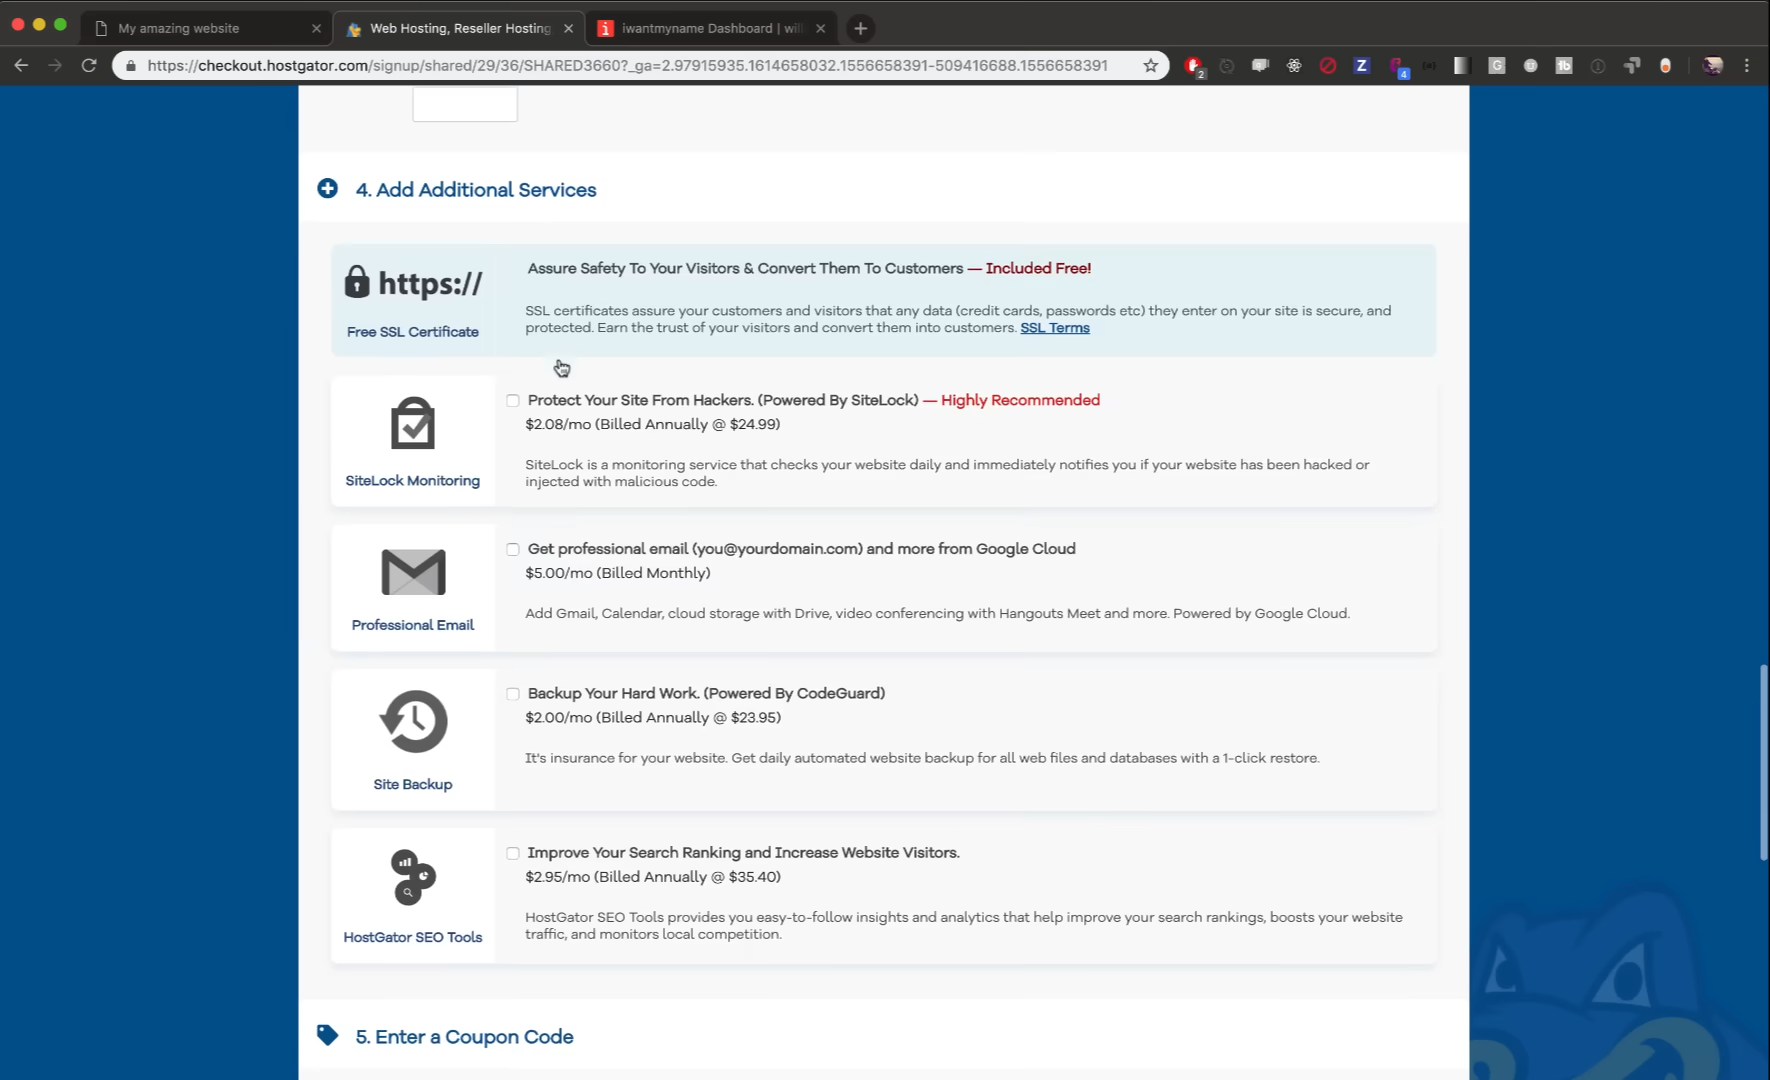 My amazing website
Web Hosting, Reseller Hosting
iwantmyname Dashboard | will
https://checkout.hostgator.com/signup/shared/29/36/SHARED3660?_ga=2.97915935.1614658032.1556658391-509416688.1556658391
2
Z
4
G
1b
4. Add Additional Services
https://
Free SSL Certificate
Assure Safety To Your Visitors & Convert Them To Customers — Included Free!
SSL certificates assure your customers and visitors that any data (credit cards, passwords etc) they enter on your site is secure, and
protected. Earn the trust of your visitors and convert them into customers. SSL Terms
SiteLock Monitoring
Protect Your Site From Hackers. (Powered By SiteLock) — Highly Recommended
$2.08/mo (Billed Annually @ $24.99)
SiteLock is a monitoring service that checks your website daily and immediately notifies you if your website has been hacked or
injected with malicious code.
Professional Email
Get professional email (you@yourdomain.com) and more from Google Cloud
$5.00/mo (Billed Monthly)
Add Gmail, Calendar, cloud storage with Drive, video conferencing with Hangouts Meet and more. Powered by Google Cloud.
Site Backup
Backup Your Hard Work. (Powered By CodeGuard)
$2.00/mo (Billed Annually @ $23.95)
It's insurance for your website. Get daily automated website backup for all web files and databases with a 1-click restore.
HostGator SEO Tools
Improve Your Search Ranking and Increase Website Visitors.
$2.95/mo (Billed Annually @ $35.40)
HostGator SEO Tools provides you easy-to-follow insights and analytics that help improve your search rankings, boosts your website
traffic, and monitors local competition.
5. Enter a Coupon Code